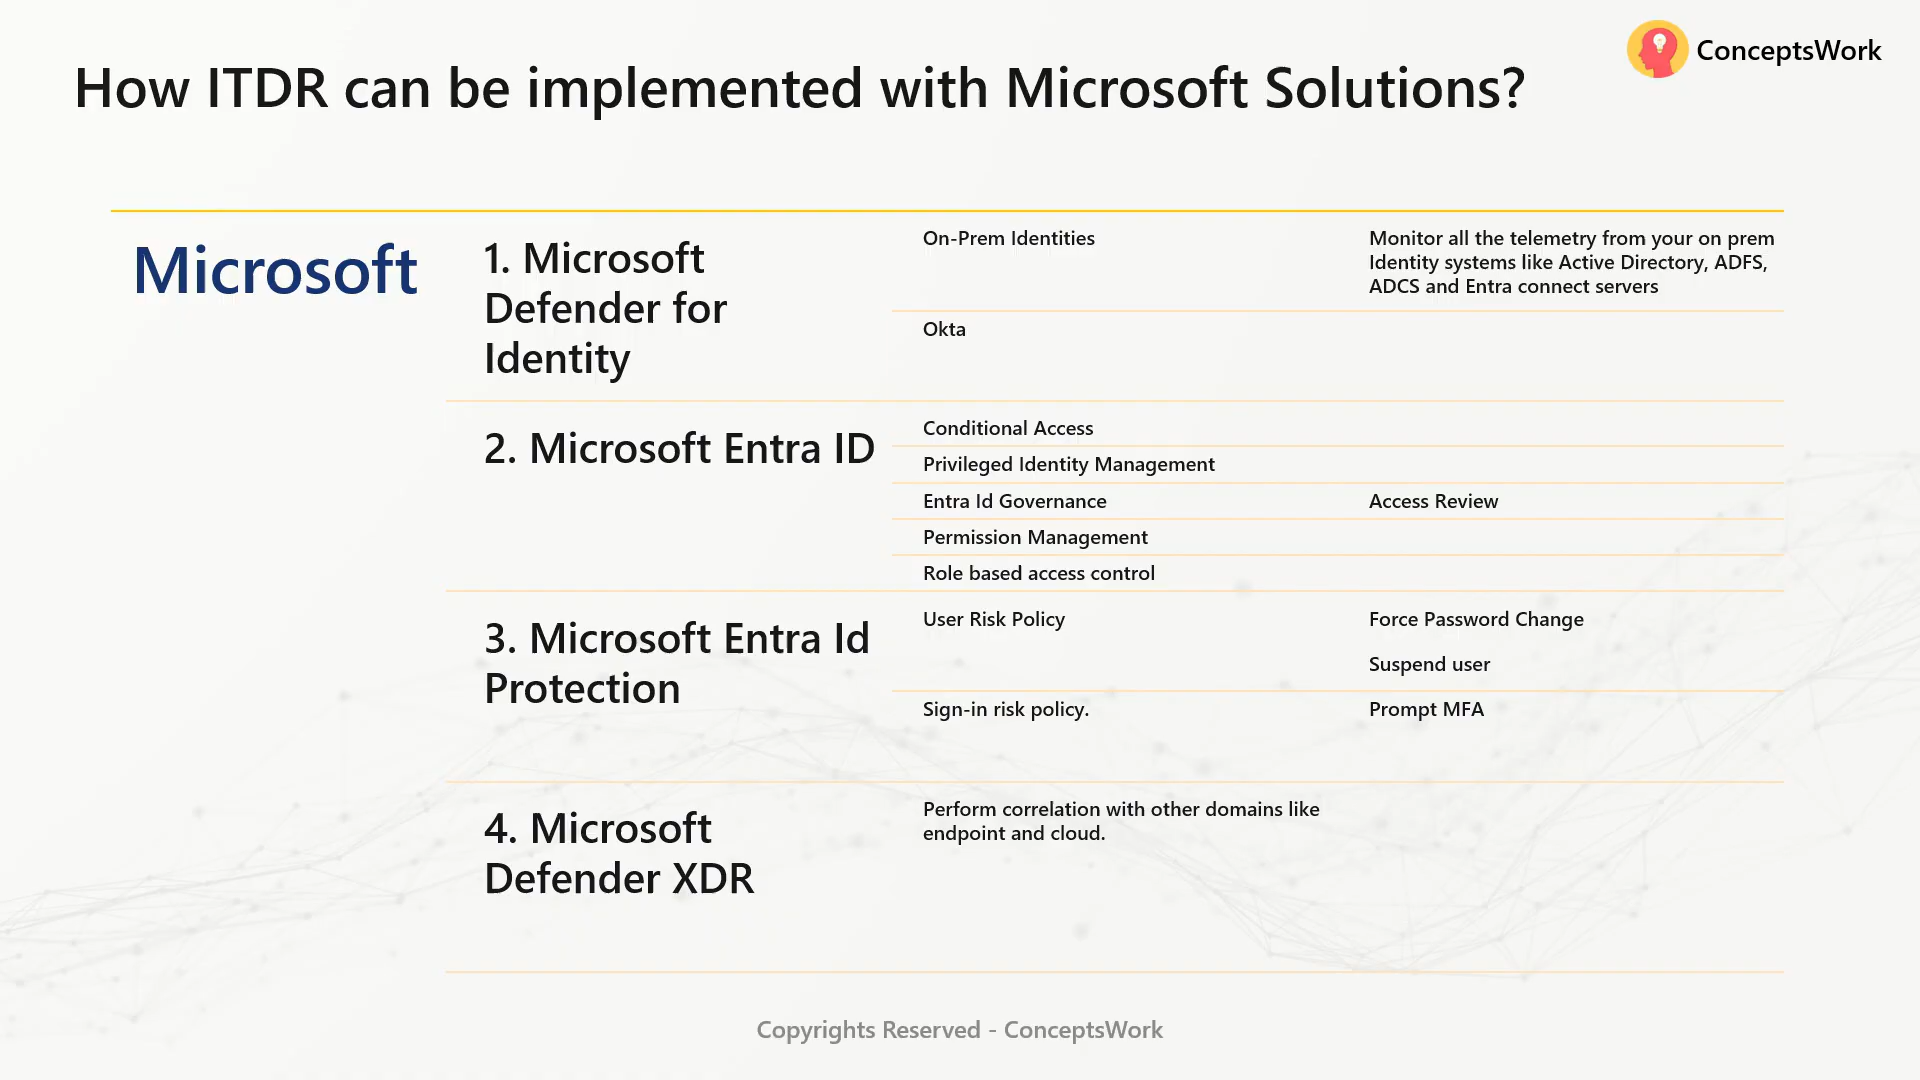 ConceptsWork
How ITDR can be implemented with Microsoft Solutions?
Microsoft
1. Microsoft
Defender for
Identity
On-Prem Identities
Monitor all the telemetry from your on prem
Identity systems like Active Directory, ADFS,
ADCS and Entra connect servers
Okta
2. Microsoft Entra ID
Conditional Access
Privileged Identity Management
Entra Id Governance
Access Review
Permission Management
Role based access control
3. Microsoft Entra Id
Protection
User Risk Policy
Force Password Change
Suspend user
Sign-in risk policy.
Prompt MFA
4. Microsoft
Defender XDR
Perform correlation with other domains like
endpoint and cloud.
Copyrights Reserved - ConceptsWork